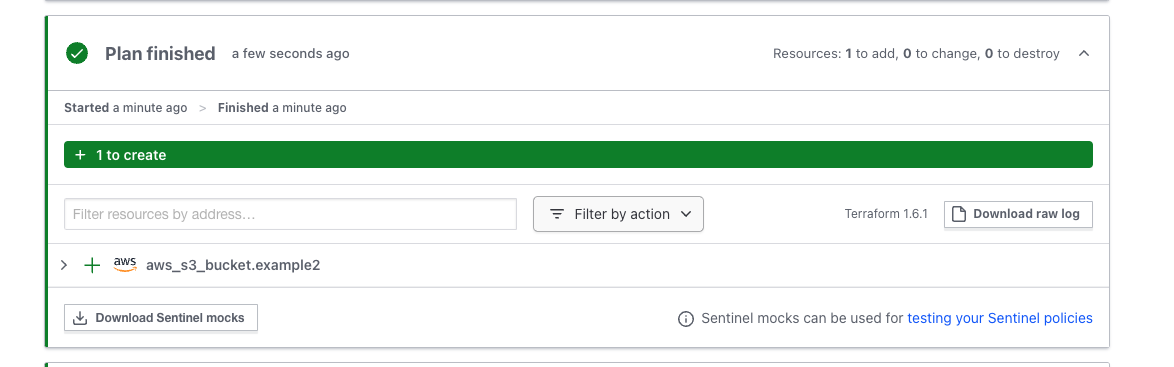 Plan finished a few seconds ago Resources: 1 to add, 0 to change, 0 to destroy
Started a minute ago > Finished a minute ago
+ 1 to create
Filter resources by address... Filter by action Terraform 1.6.1 Download raw log
aws aws_s3_bucket.example2
Download Sentinel mocks Sentinel mocks can be used for testing your Sentinel policies